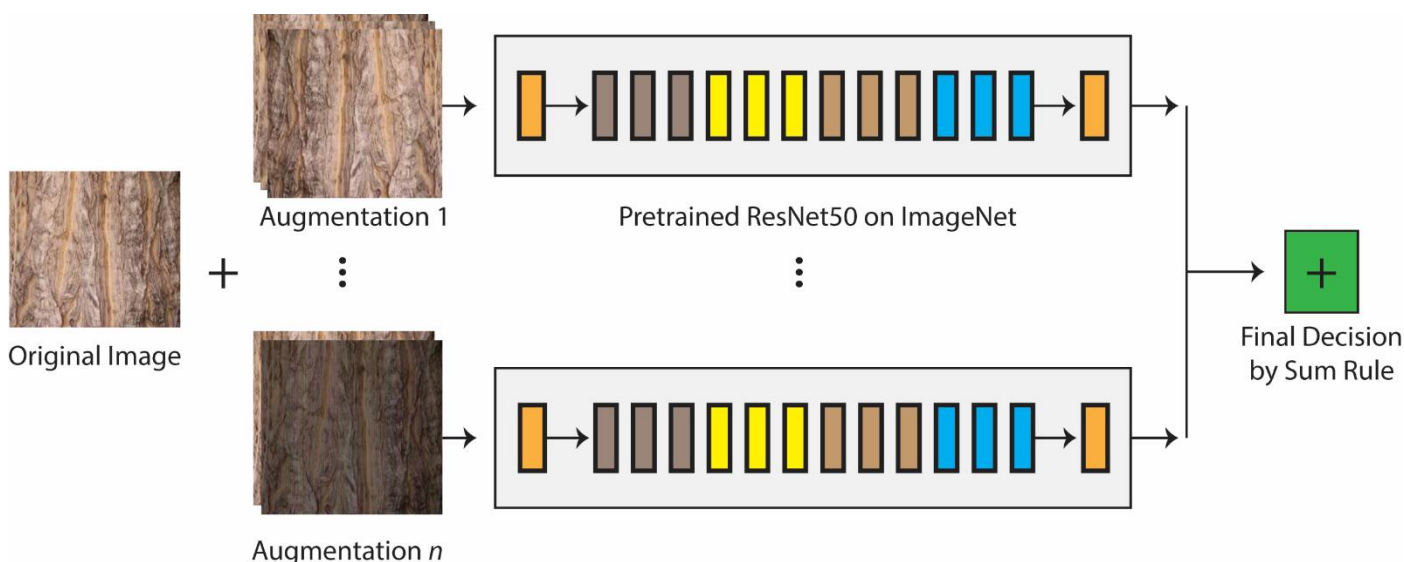 Augmentation 1
Pretrained ResNet50 on ImageNet
+
Original Image
+
Final Decision
by Sum Rule
Augmentation n